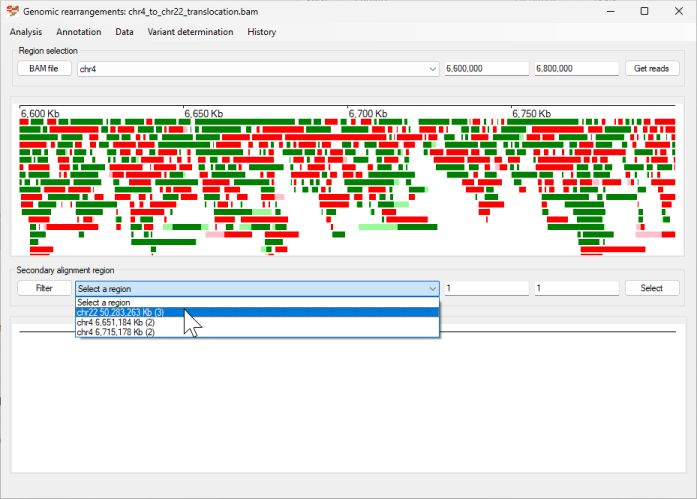 Genomic rearrangements: chr4_to_chr22_translocation.bam
Analysis Annotation Data Variant determination History
Region selection
BAM file chr4 6,600,000 6,800,000 Get reads
6,600 Kb 6,650 Kb 6,700 Kb 6,750 Kb
Secondary alignment region
Filter Select a region 1 1 Select
Select a region
chr22 50,283,263 Kb (3)
chr4 6,651,184 Kb (2)
chr4 6,715,178 Kb (2)